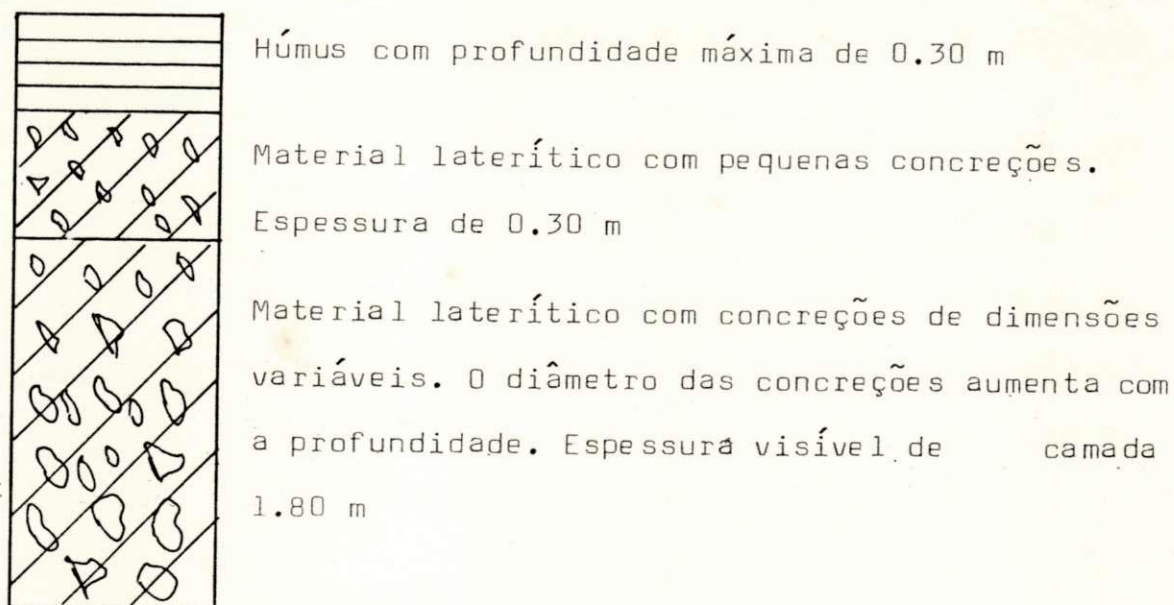 Húmus com profundidade máxima de 0.30 m
Material laterítico com pequenas concreções.
Espessura de 0.30 m
Material laterítico com concreções de dimensões
variáveis. O diâmetro das concreções aumenta com
a profundidade. Espessura visível de camada
1.80 m